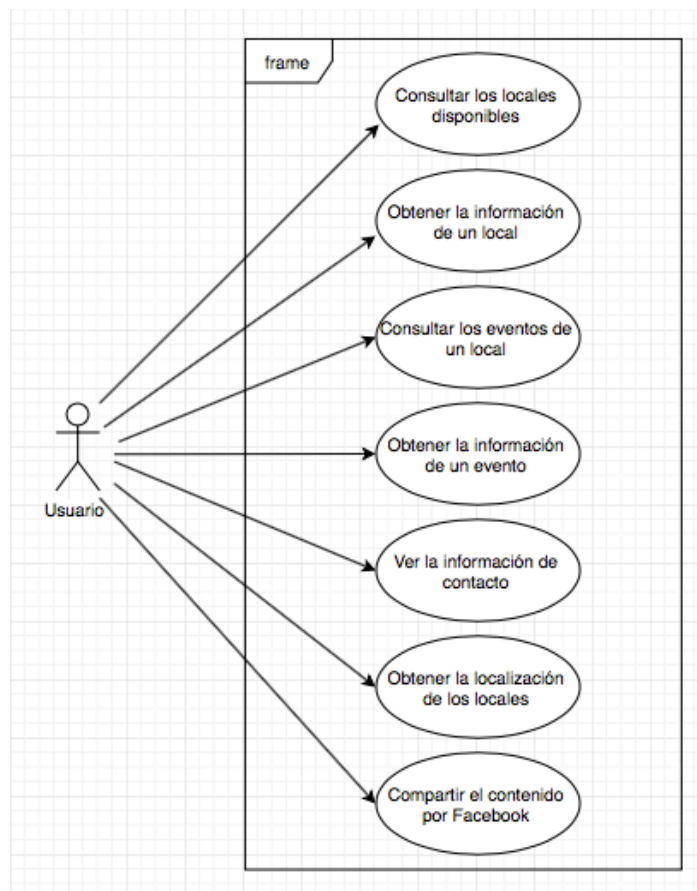 frame
Consultar los locales
disponibles
Obtener la información
de un local
Consultar los eventos de
un local
Obtener la información
de un evento
Usuario
Ver la información de
contacto
Obtener la localización
de los locales
Compartir el contenido
por Facebook